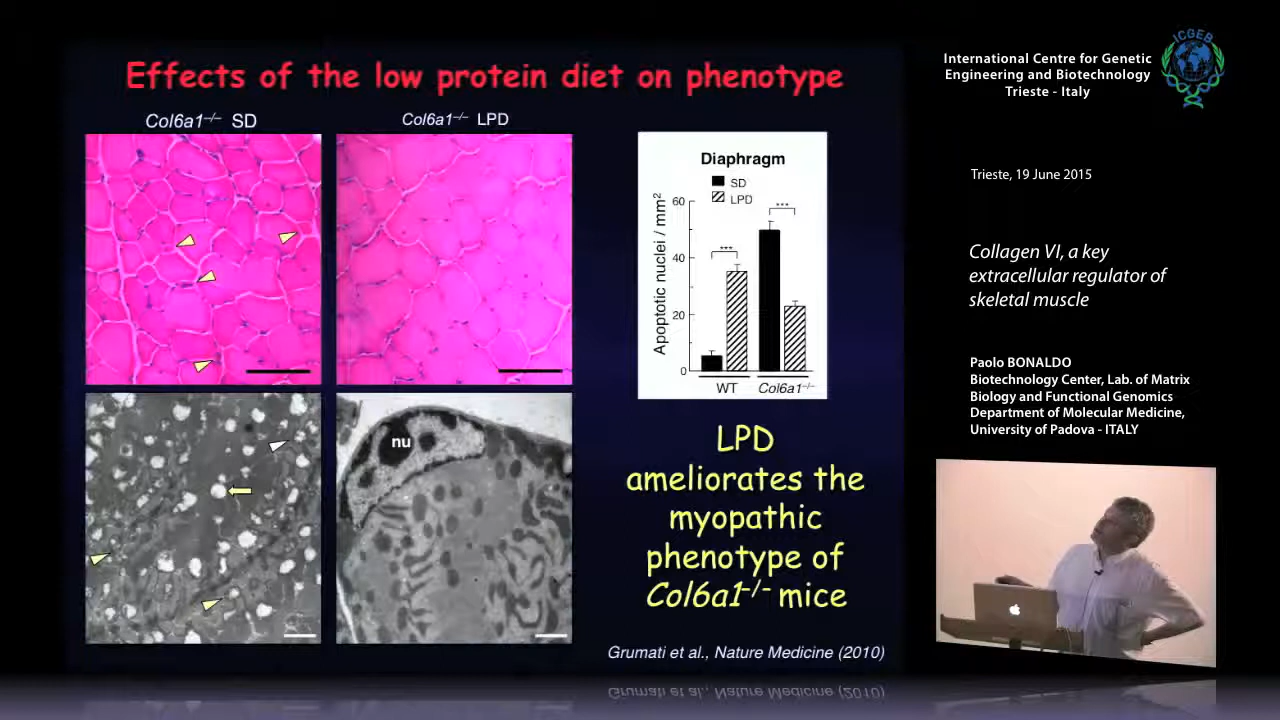 Effects of the low protein diet on phenotype
Col6a1–/– SD
Col6a1–/– LPD
nu
Diaphragm
SD
LPD
Apoptotic nuclei / mm2
60
40
20
0
***
***
WT
Col6a1–/–
LPD
ameliorates the
myopathic
phenotype of
Col6a1–/– mice
Grumati et al., Nature Medicine (2010)
International Centre for Genetic
Engineering and Biotechnology
Trieste - Italy
ICGEB
Trieste, 19 June 2015
Collagen VI, a key
extracellular regulator of
skeletal muscle
Paolo BONALDO
Biotechnology Center, Lab. of Matrix
Biology and Functional Genomics
Department of Molecular Medicine,
University of Padova - ITALY